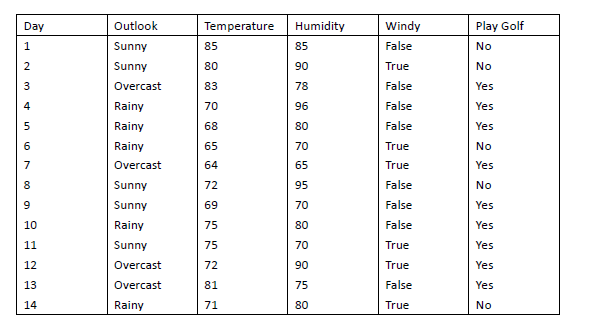 Day Outlook Temperature Humidity Windy Play Golf
1 Sunny 85 85 False No
2 Sunny 80 90 True No
3 Overcast 83 78 False Yes
4 Rainy 70 96 False Yes
5 Rainy 68 80 False Yes
6 Rainy 65 70 True No
7 Overcast 64 65 True Yes
8 Sunny 72 95 False No
9 Sunny 69 70 False Yes
10 Rainy 75 80 False Yes
11 Sunny 75 70 True Yes
12 Overcast 72 90 True Yes
13 Overcast 81 75 False Yes
14 Rainy 71 80 True No